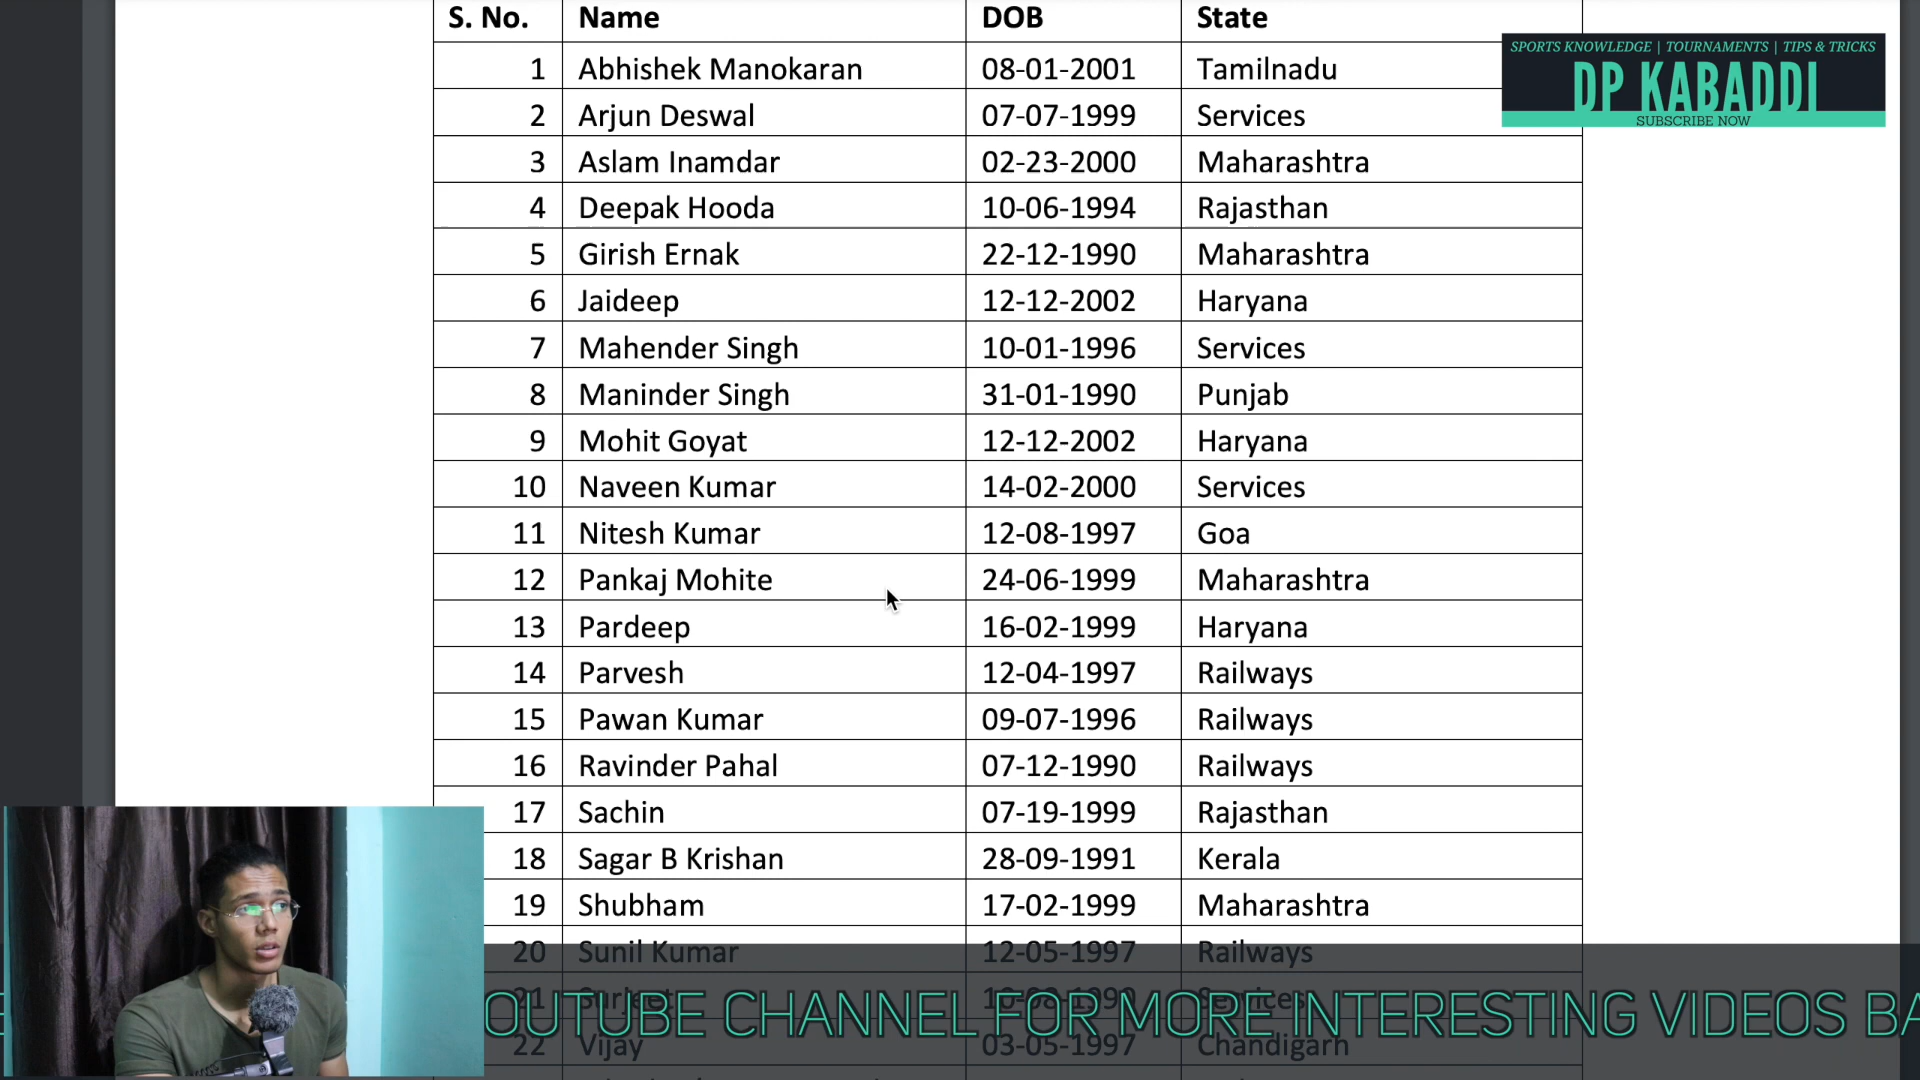 S. No. Name DOB State
SPORTS KNOWLEDGE | TOURNAMENTS | TIPS & TRICKS
DP KABADDI
SUBSCRIBE NOW
1 Abhishek Manokaran 08-01-2001 Tamilnadu
2 Arjun Deswal 07-07-1999 Services
3 Aslam Inamdar 02-23-2000 Maharashtra
4 Deepak Hooda 10-06-1994 Rajasthan
5 Girish Ernak 22-12-1990 Maharashtra
6 Jaideep 12-12-2002 Haryana
7 Mahender Singh 10-01-1996 Services
8 Maninder Singh 31-01-1990 Punjab
9 Mohit Goyat 12-12-2002 Haryana
10 Naveen Kumar 14-02-2000 Services
11 Nitesh Kumar 12-08-1997 Goa
12 Pankaj Mohite 24-06-1999 Maharashtra
13 Pardeep 16-02-1999 Haryana
14 Parvesh 12-04-1997 Railways
15 Pawan Kumar 09-07-1996 Railways
16 Ravinder Pahal 07-12-1990 Railways
17 Sachin 07-19-1999 Rajasthan
18 Sagar B Krishan 28-09-1991 Kerala
19 Shubham 17-02-1999 Maharashtra
20 Sunil Kumar 12-05-1997 Railways
21 Surjeet Services
OUTUBE CHANNEL FOR MORE INTERESTING VIDEOS BA
22 Vijay 03-05-1997 Chandigarh